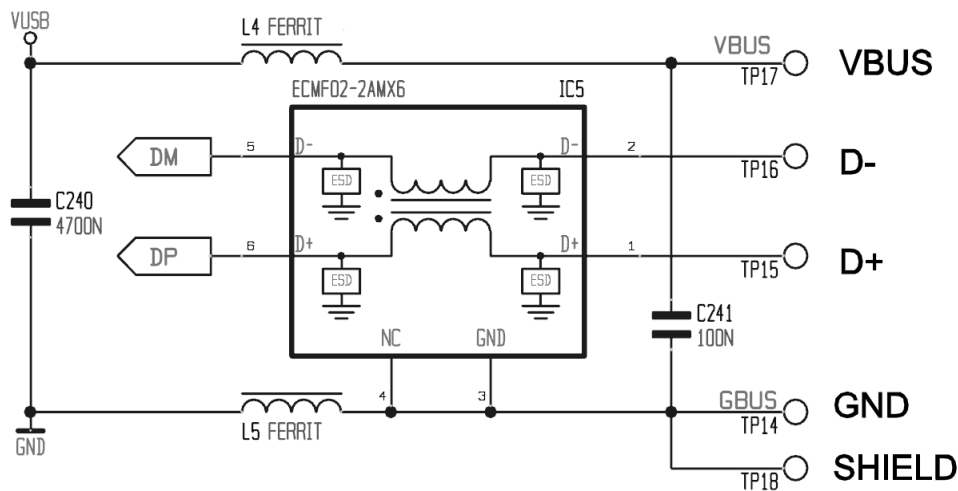 VUSB
L4 FERRIT
VBUS
TP17
VBUS
ECMF02-2AMX6
IC5
DM
5
D-
D-
2
TP16
D-
ESD
ESD
C240
4700N
DP
6
D+
D+
1
TP15
D+
ESD
ESD
C241
100N
NC
GND
4
3
GND
L5 FERRIT
GBUS
TP14
GND
TP18
SHIELD